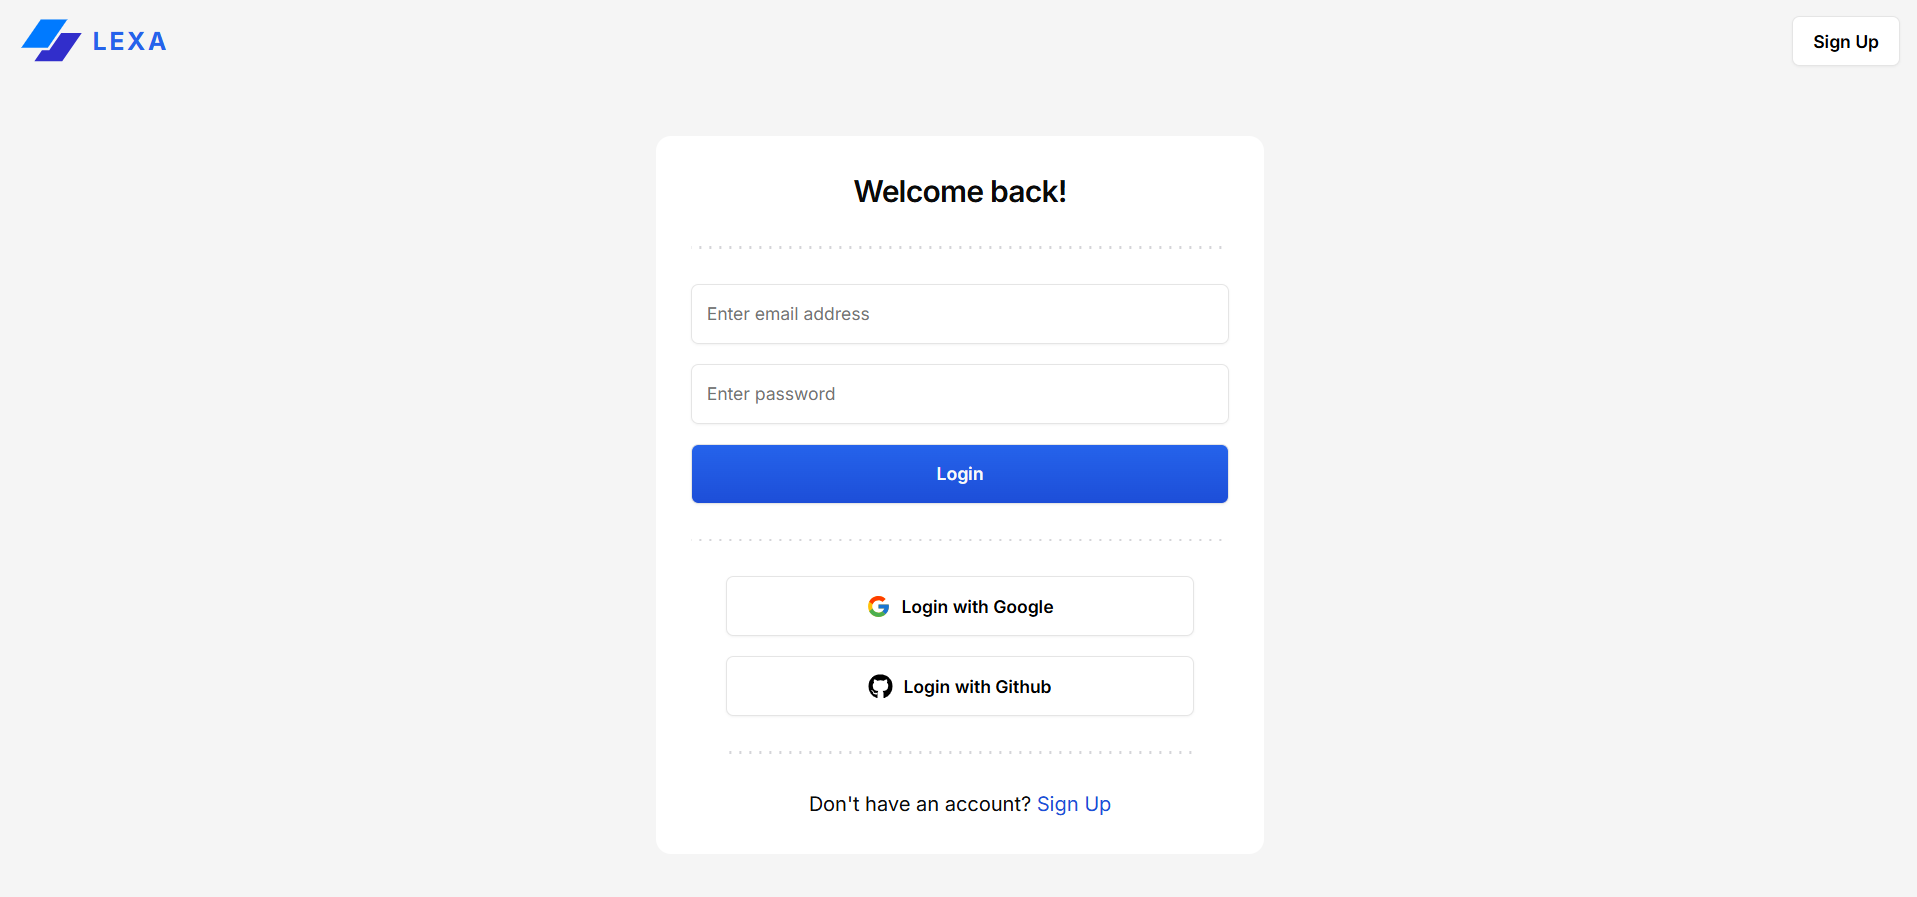 LEXA
Sign Up
Welcome back!
Enter email address
Enter password
Login
Login with Google
Login with Github
Don't have an account? Sign Up